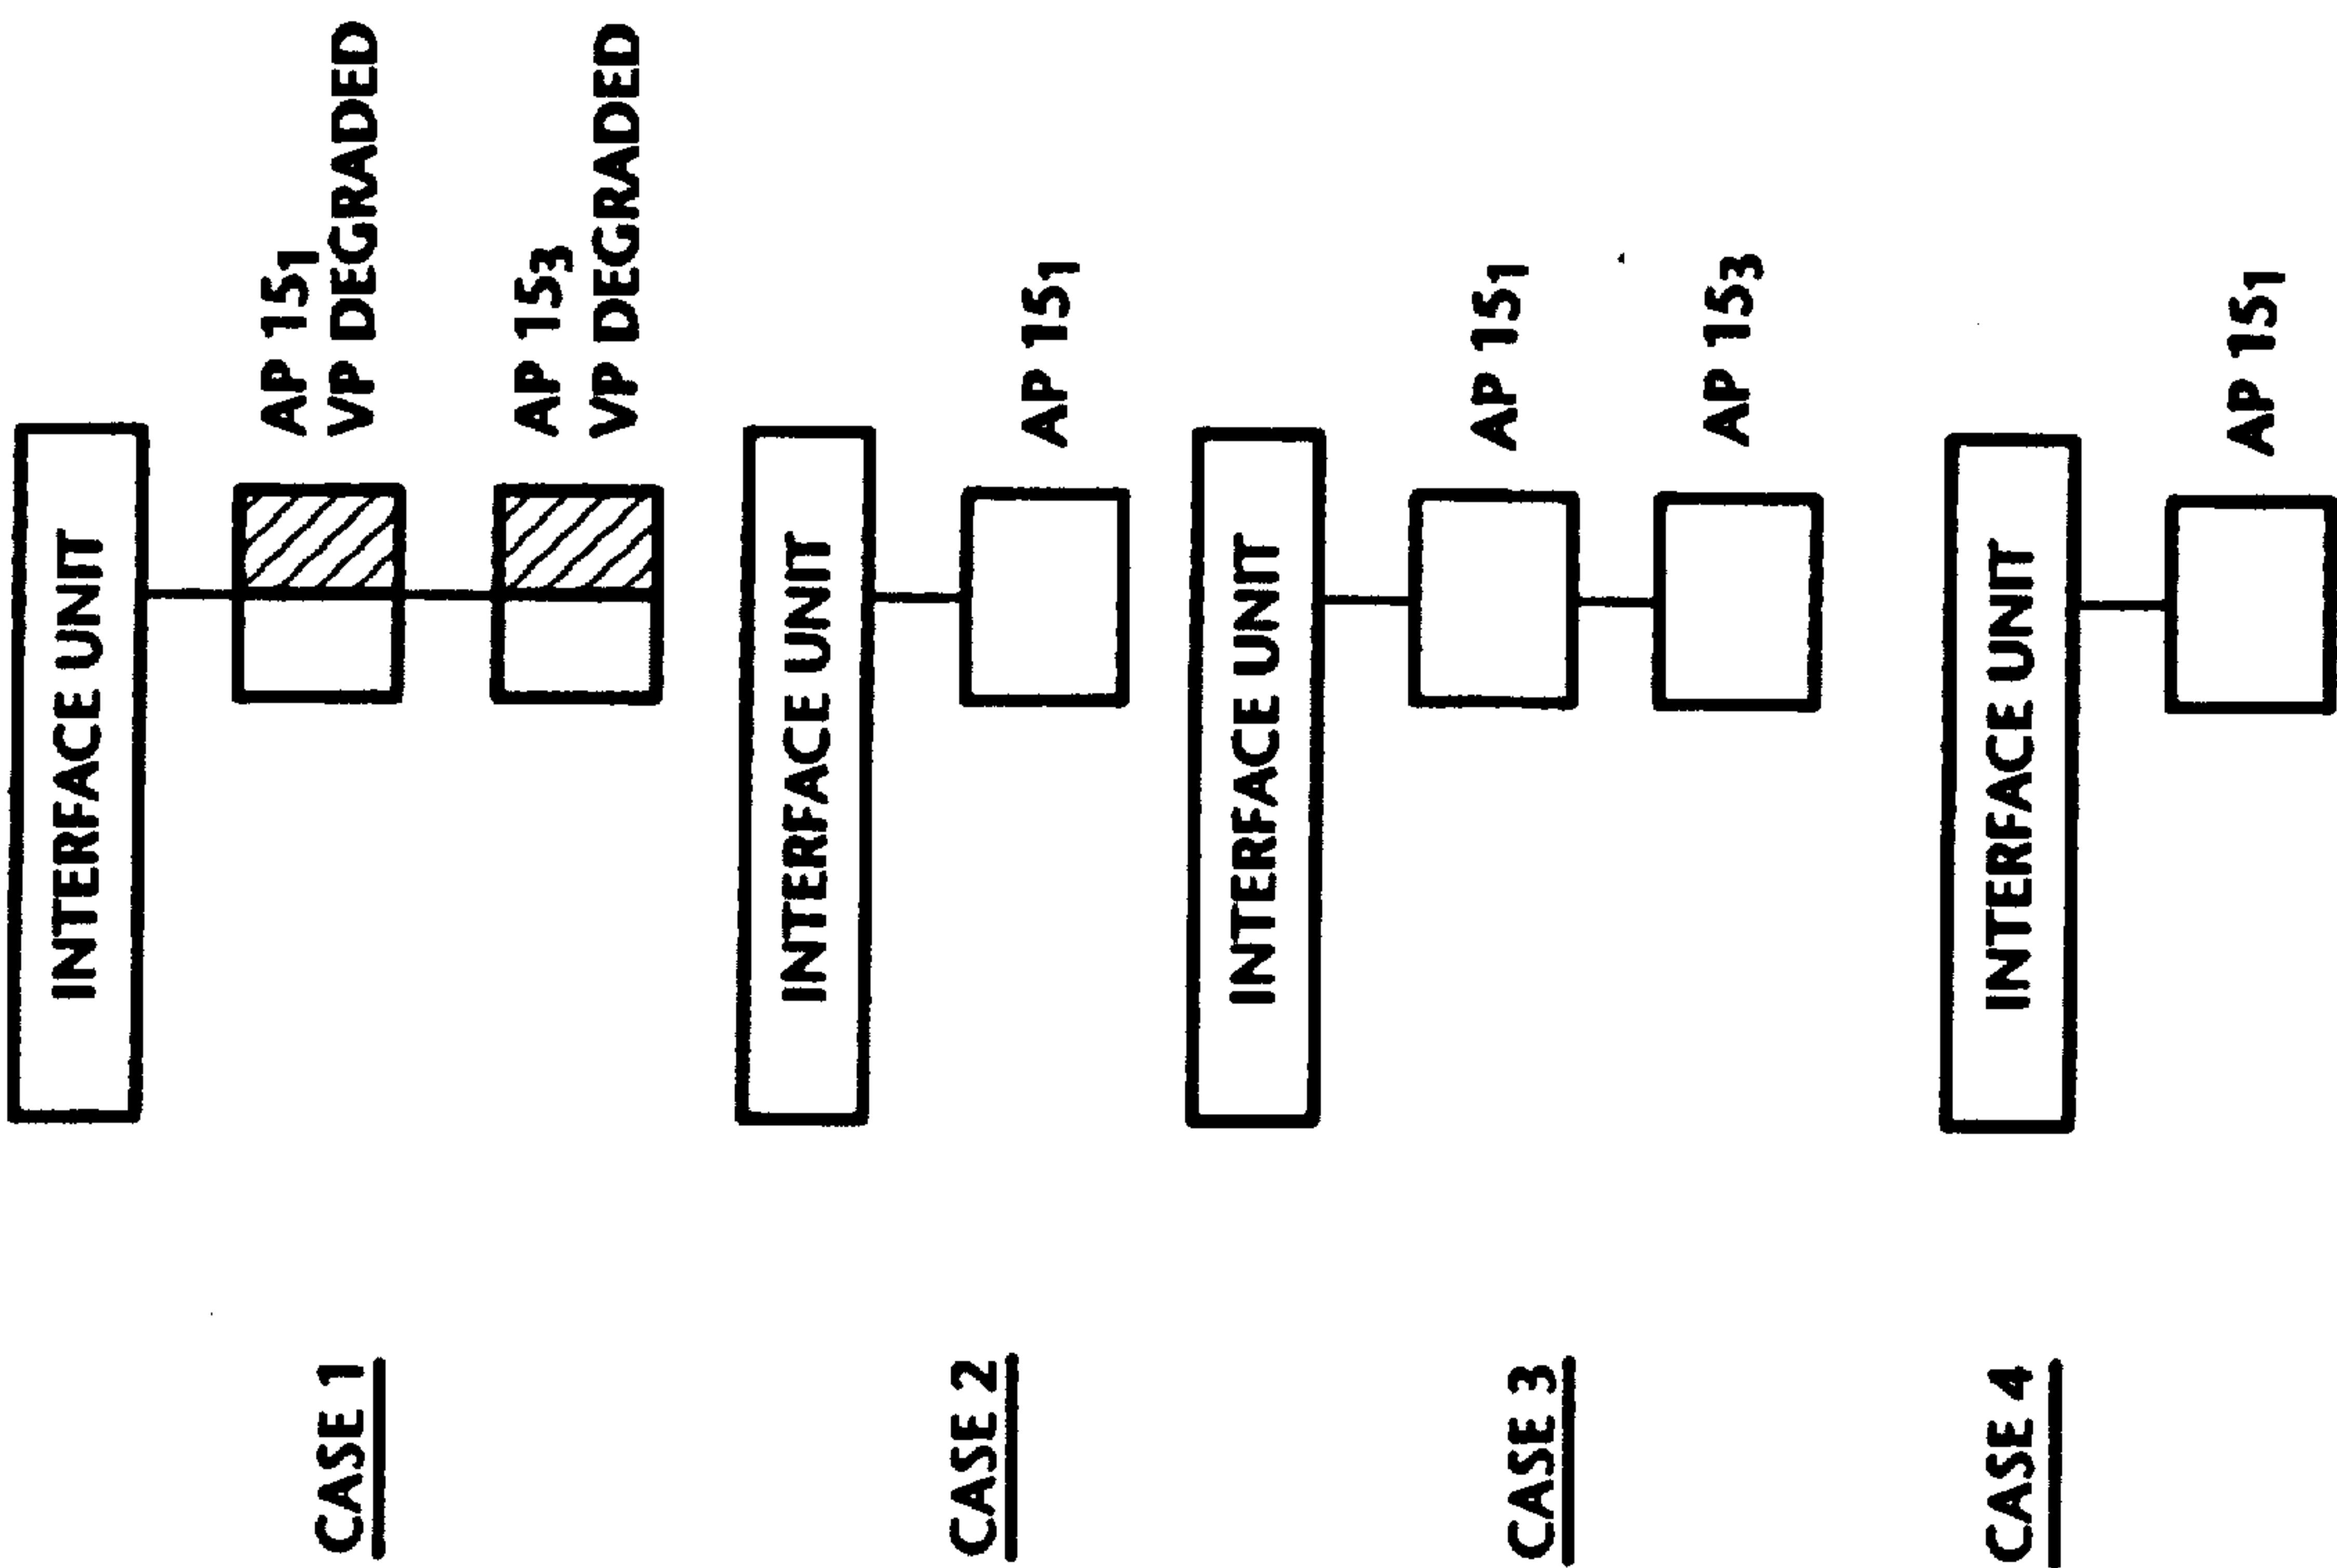 CASE 1
INTERFACE UNIT
AP 15₁
VP DEGRADED
AP 15₃
VP DEGRADED
CASE 2
INTERFACE UNIT
AP 15₁
CASE 3
INTERFACE UNIT
AP 15₁
AP 15₃
CASE 4
INTERFACE UNIT
AP 15₁